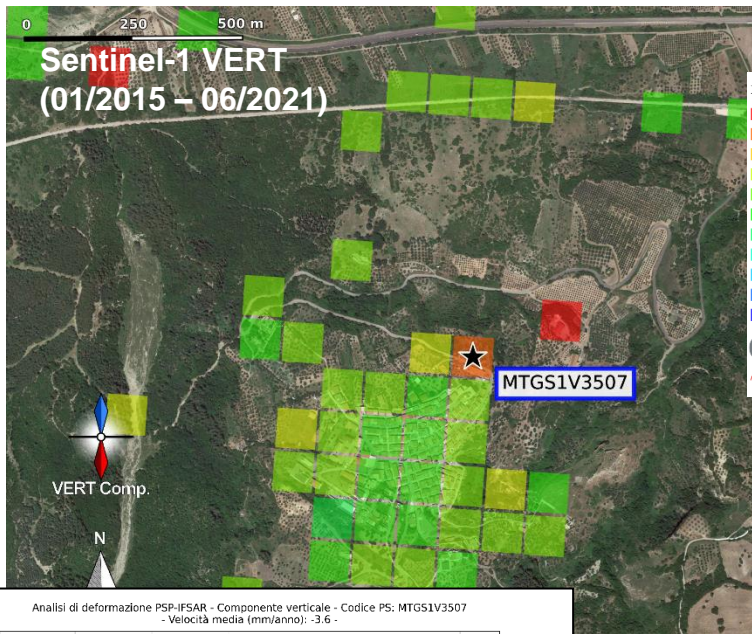 0 250 500 m
Sentinel-1 VERT
(01/2015 – 06/2021)
MTGS1V3507
VERT Comp.
N
Analisi di deformazione PSP-IFSAR - Componente verticale - Codice PS: MTGS1V3507
- Velocità media (mm/anno): -3.6 -